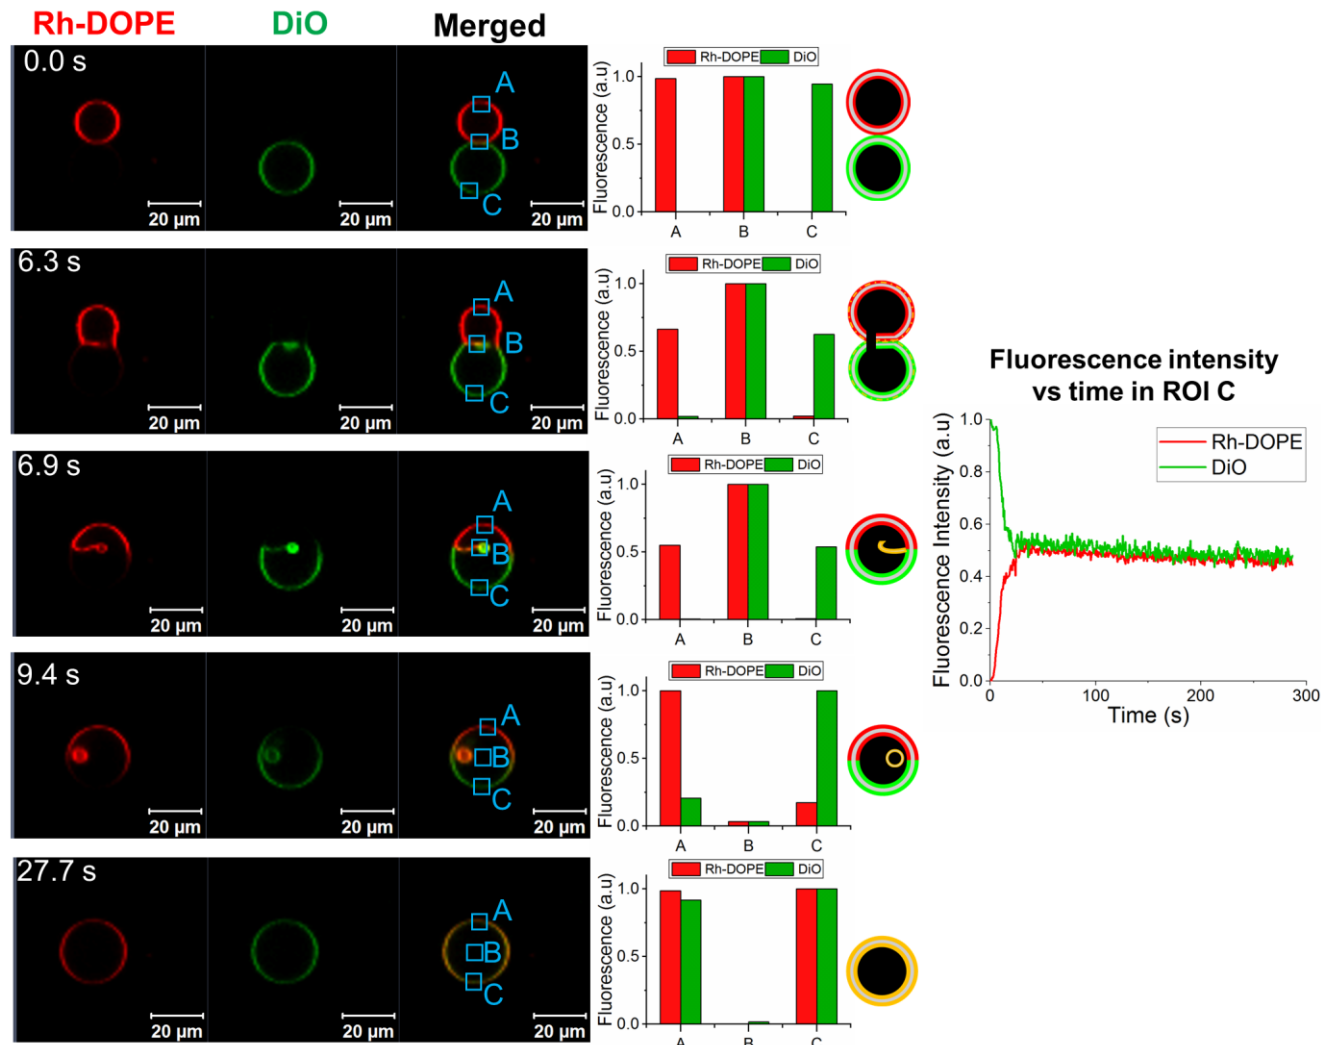 Rh-DOPE DiO Merged
0.0 s
A
B
C
20 µm 20 µm 20 µm
Rh-DOPE DiO
Fluorescence (a.u)
1.0
0.5
0.0
A B C
6.3 s
A
B
C
20 µm 20 µm 20 µm
Rh-DOPE DiO
Fluorescence (a.u)
1.0
0.5
0.0
A B C
6.9 s
A
B
C
20 µm 20 µm 20 µm
Rh-DOPE DiO
Fluorescence (a.u)
1.0
0.5
0.0
A B C
9.4 s
A
B
C
20 µm 20 µm 20 µm
Rh-DOPE DiO
Fluorescence (a.u)
1.0
0.5
0.0
A B C
27.7 s
A
B
C
20 µm 20 µm 20 µm
Rh-DOPE DiO
Fluorescence (a.u)
1.0
0.5
0.0
A B C
Fluorescence intensity
vs time in ROI C
Rh-DOPE
DiO
Fluorescence Intensity (a.u)
1.0
0.8
0.6
0.4
0.2
0.0
0 100 200 300
Time (s)